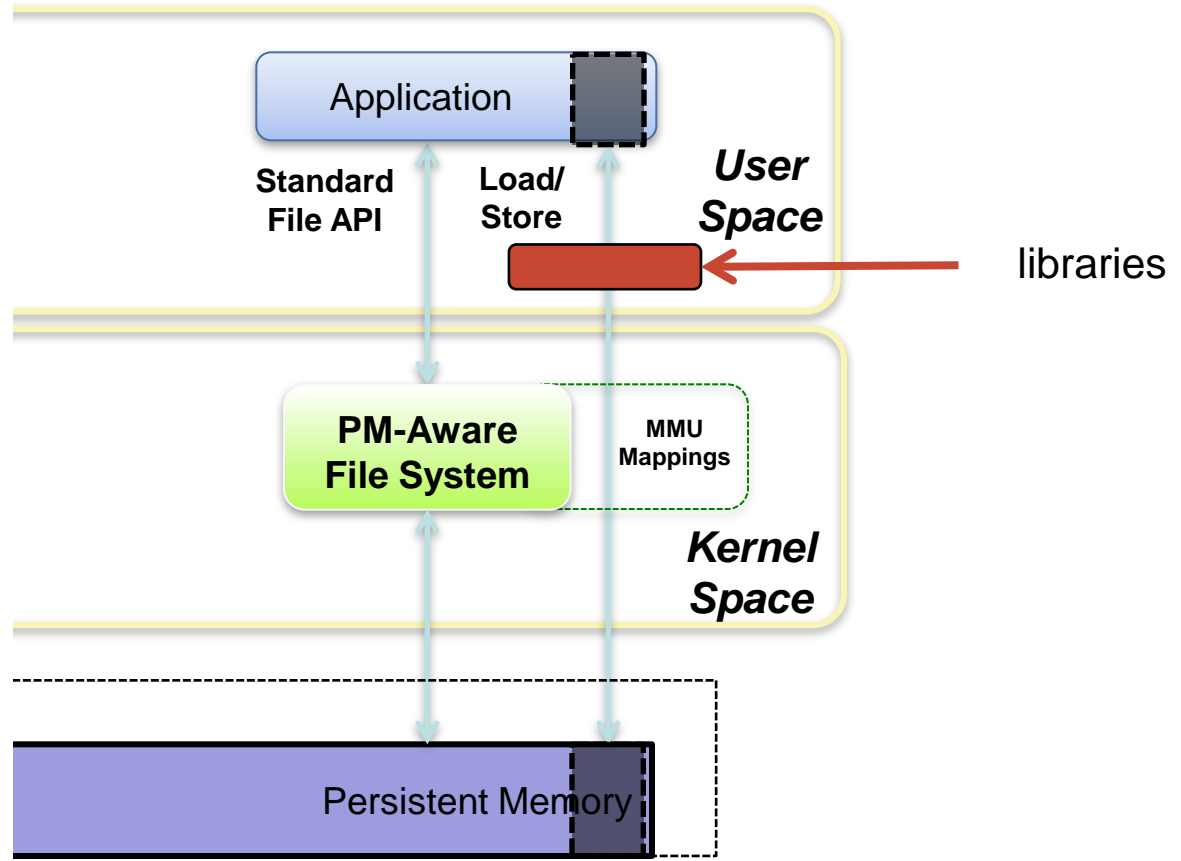 Application
Standard
File API
Load/
Store
User
Space
libraries
PM-Aware
File System
MMU
Mappings
Kernel
Space
Persistent Memory